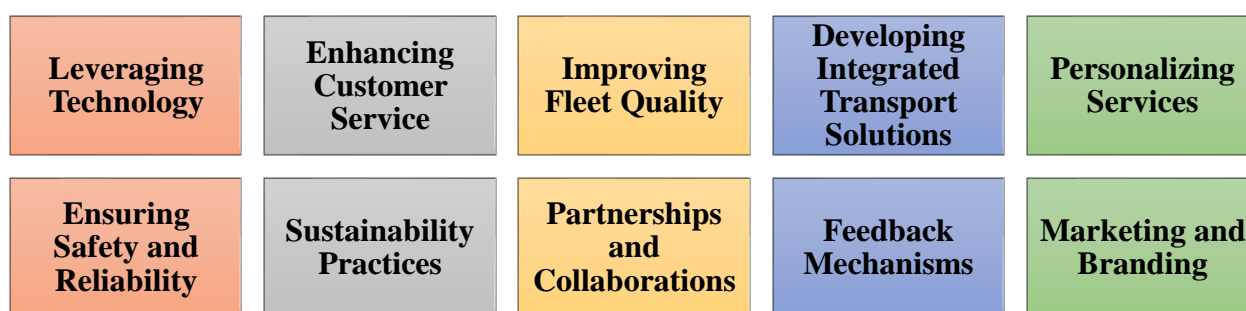 Leveraging
Technology
Enhancing
Customer
Service
Improving
Fleet Quality
Developing
Integrated
Transport
Solutions
Personalizing
Services
Ensuring
Safety and
Reliability
Sustainability
Practices
Partnerships
and
Collaborations
Feedback
Mechanisms
Marketing and
Branding